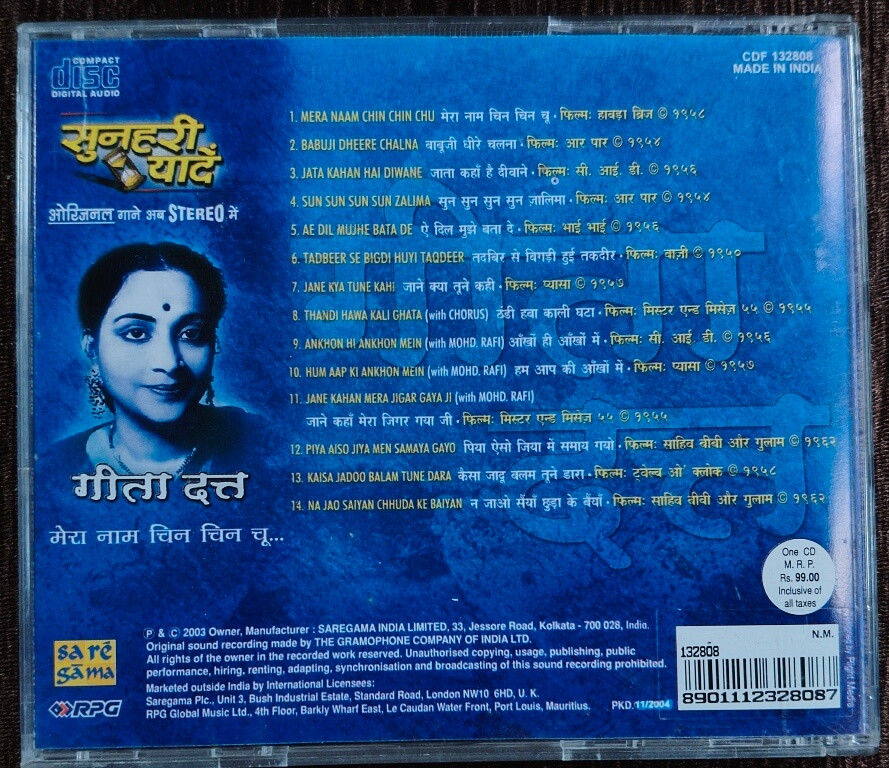 COMPACT
disc
DIGITAL AUDIO
CDF 132808
MADE IN INDIA
सुनहरी
यादें
ओरिजनल गाने अब STEREO में
1. MERA NAAM CHIN CHIN CHU मेरा नाम चिन चिन चू • फिल्मः हावड़ा ब्रिज © १९५८
2. BABUJI DHEERE CHALNA बाबूजी धीरे चलना • फिल्मः आर पार © १९५४
3. JATA KAHAN HAI DIWANE जाता कहाँ है दीवाने • फिल्मः सी. आई. डी. © १९५६
4. SUN SUN SUN SUN ZALIMA सुन सुन सुन सुन ज़ालिमा • फिल्मः आर पार © १९५४
5. AE DIL MUJHE BATA DE ऐ दिल मुझे बता दे • फिल्मः भाई भाई © १९५६
6. TADBEER SE BIGDI HUYI TAQDEER तदबिर से बिगड़ी हुई तकदीर • फिल्मः बाज़ी © १९५०
7. JANE KYA TUNE KAHI जाने क्या तूने कही • फिल्मः प्यासा © १९५७
8. THANDI HAWA KALI GHATA (with CHORUS) ठंडी हवा काली घटा • फिल्मः मिस्टर एन्ड मिसेज़ ५५ © १९५५
9. ANKHON HI ANKHON MEIN (with MOHD. RAFI) आँखों ही आँखों में • फिल्मः सी. आई. डी. © १९५६
10. HUM AAP KI ANKHON MEIN (with MOHD. RAFI) हम आप की आँखों में • फिल्मः प्यासा © १९५७
11. JANE KAHAN MERA JIGAR GAYA JI (with MOHD. RAFI)
जाने कहाँ मेरा जिगर गया जी • फिल्मः मिस्टर एन्ड मिसेज़ ५५ © १९५५
12. PIYA AISO JIYA MEN SAMAYA GAYO पिया ऐसो जिया में समाय गयो • फिल्मः साहिब बीबी और गुलाम © १९६२
13. KAISA JADOO BALAM TUNE DARA कैसा जादू बलम तूने डारा • फिल्मः ट्वेल्व ओ' क्लोक © १९५८
14. NA JAO SAIYAN CHHUDA KE BAIYAN न जाओ सैंयाँ छुड़ा के बैंयाँ • फिल्मः साहिब बीबी और गुलाम © १९६२
गीता दत्त
गीता दत्त
मेरा नाम चिन चिन चू...
One CD
M. R. P.
Rs. 99.00
Inclusive of
all taxes
℗ & © 2003 Owner, Manufacturer : SAREGAMA INDIA LIMITED, 33, Jessore Road, Kolkata - 700 028, India.
Original sound recording made by THE GRAMOPHONE COMPANY OF INDIA LTD.
All rights of the owner in the recorded work reserved. Unauthorised copying, usage, publishing, public
performance, hiring, renting, adapting, synchronisation and broadcasting of this sound recording prohibited.
Marketed outside India by International Licensees:
Saregama Plc., Unit 3, Bush Industrial Estate, Standard Road, London NW10 6HD, U. K.
RPG Global Music Ltd., 4th Floor, Barkly Wharf East, Le Caudan Water Front, Port Louis, Mauritius.
PKD./11/2004
sa re
gama
RPG
N.M.
132808
8901112328087